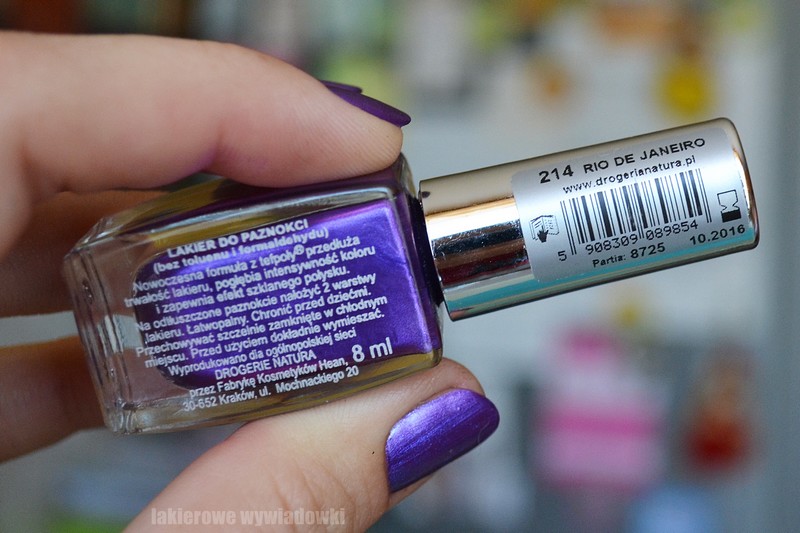 LAKIER DO PAZNOKCI
(bez toluenu i formaldehydu)
Nowoczesna formuła z tefpoly® przedłuża
trwałość lakieru, pogłębia intensywność koloru
i zapewnia efekt szklanego połysku.
Na odtłuszczone paznokcie nałożyć 2 warstwy
lakieru. Łatwopalny. Chronić przed dziećmi.
Przechowywać szczelnie zamknięte w chłodnym
miejscu. Przed użyciem dokładnie wymieszać.
Wyprodukowano dla ogólnopolskiej sieci
DROGERIE NATURA
8 ml
przez Fabrykę Kosmetyków Hean,
30-652 Kraków, ul. Mochnackiego 20
214 RIO DE JANEIRO
www.drogerianatura.pl
5 908309 089854
10.2016
Partia: 8725
lakierowe wywiadowki